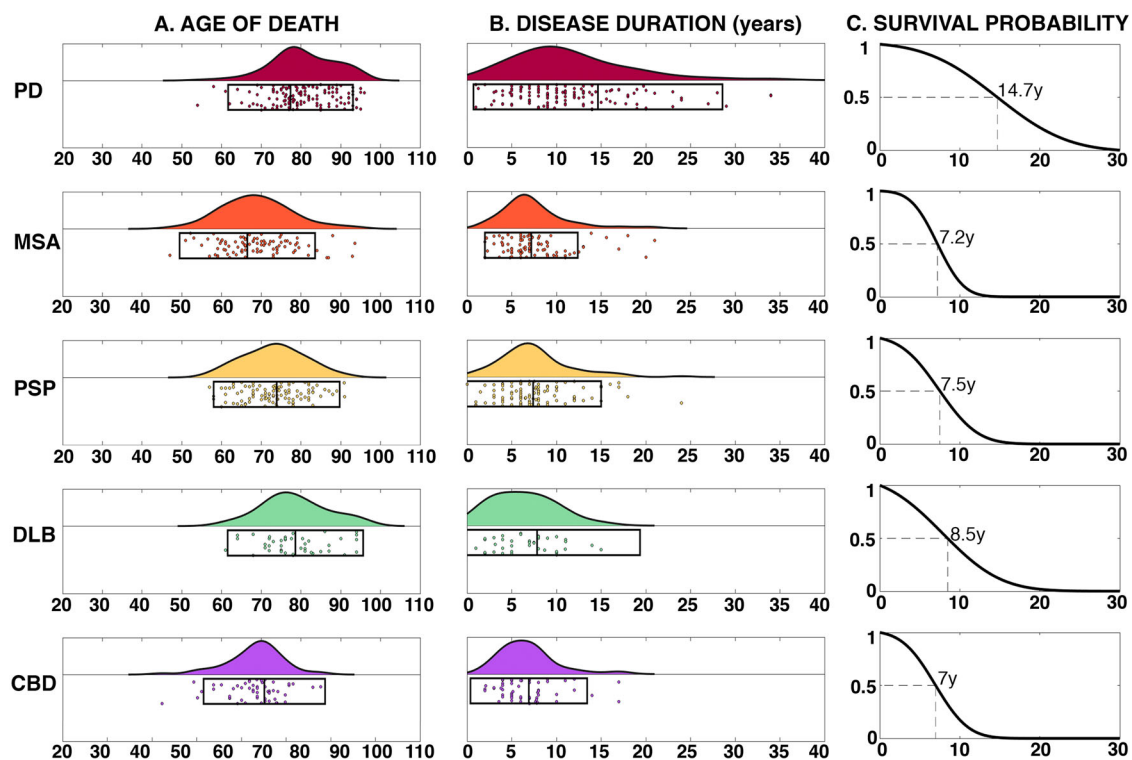 A. AGE OF DEATH
B. DISEASE DURATION (years)
C. SURVIVAL PROBABILITY
PD
20 30 40 50 60 70 80 90 100 110
0 5 10 15 20 25 30 35 40
1
0.5
0
14.7y
0 10 20 30
MSA
20 30 40 50 60 70 80 90 100 110
0 5 10 15 20 25 30 35 40
1
0.5
0
7.2y
0 10 20 30
PSP
20 30 40 50 60 70 80 90 100 110
0 5 10 15 20 25 30 35 40
1
0.5
0
7.5y
0 10 20 30
DLB
20 30 40 50 60 70 80 90 100 110
0 5 10 15 20 25 30 35 40
1
0.5
0
8.5y
0 10 20 30
CBD
20 30 40 50 60 70 80 90 100 110
0 5 10 15 20 25 30 35 40
1
0.5
0
7y
0 10 20 30